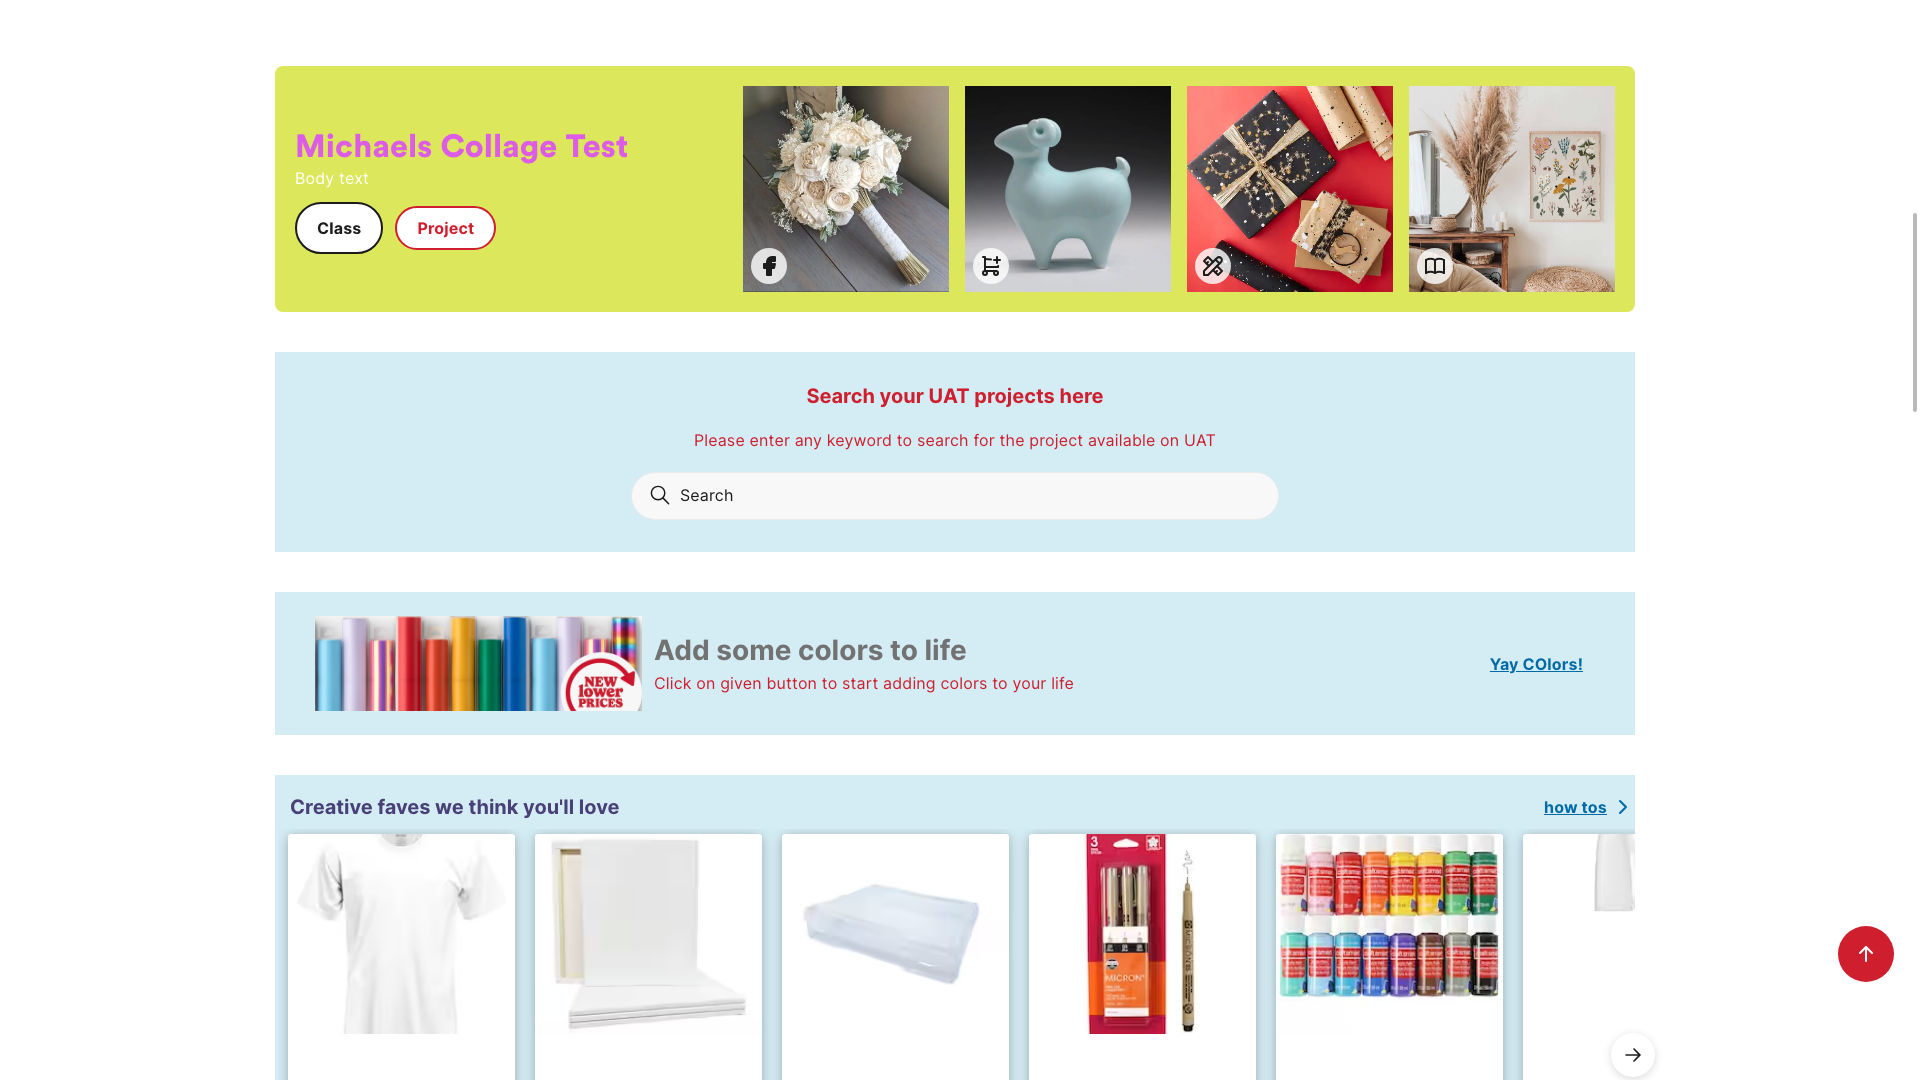 Michaels Collage Test
Body text
Class
Project
Search your UAT projects here
Please enter any keyword to search for the project available on UAT
Search
NEW
lower
PRICES
Add some colors to life
Click on given button to start adding colors to your life
Yay COlors!
Creative faves we think you'll love
how tos
3
MICRON